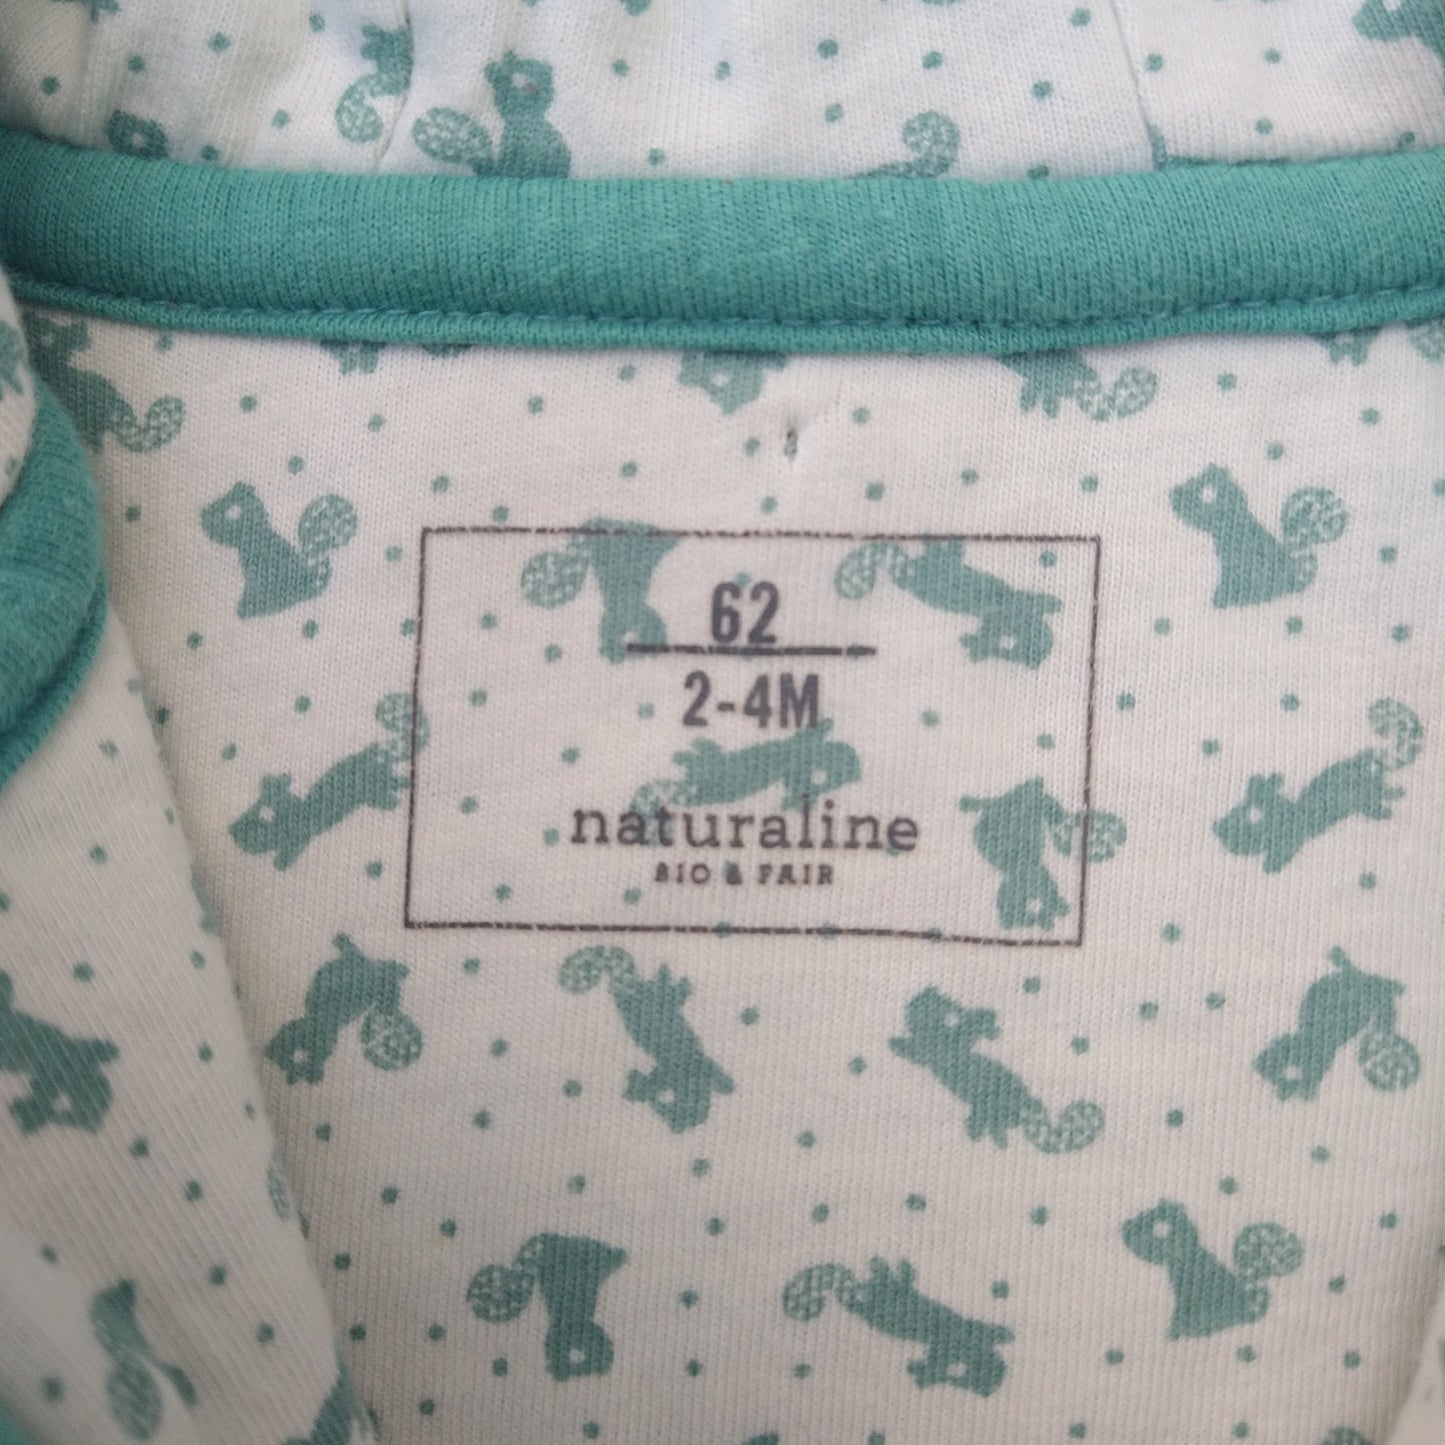 62
2-4M
naturaline
BIO & FAIR